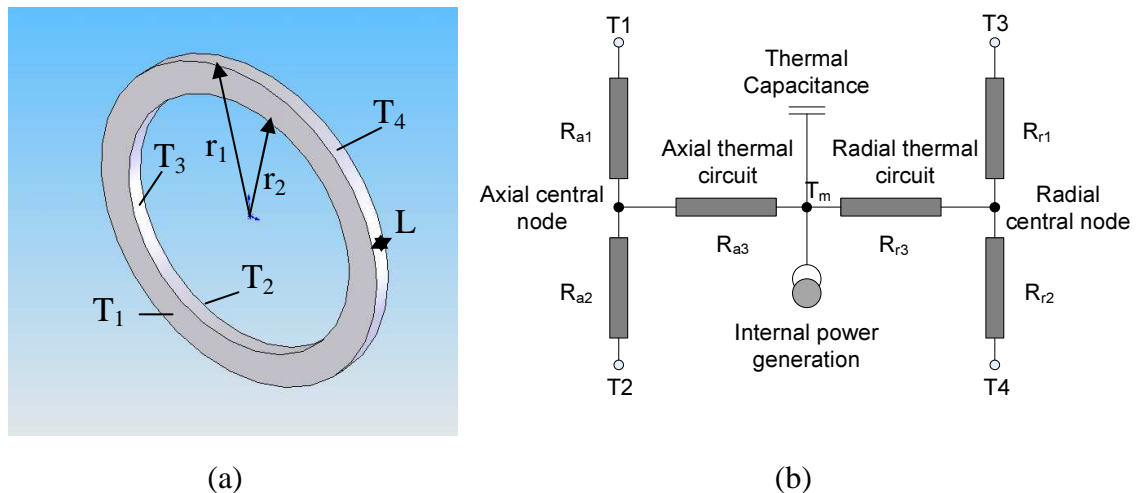 T1
T3
Thermal
Capacitance
T4
r1
T3
r2
Ra1
Rr1
Axial thermal
circuit
Radial thermal
circuit
Axial central
node
Tm
Radial
central node
L
Ra3
Rr3
T2
T1
Ra2
Rr2
Internal power
generation
T2
T4
(a)
(b)